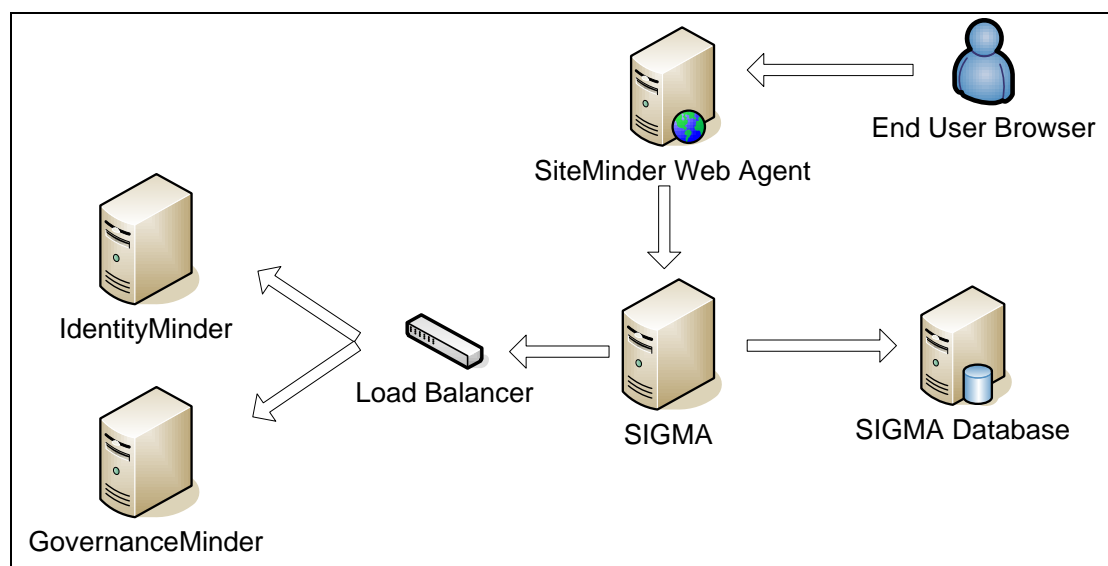 End User Browser
SiteMinder Web Agent
IdentityMinder
Load Balancer
SIGMA
SIGMA Database
GovernanceMinder